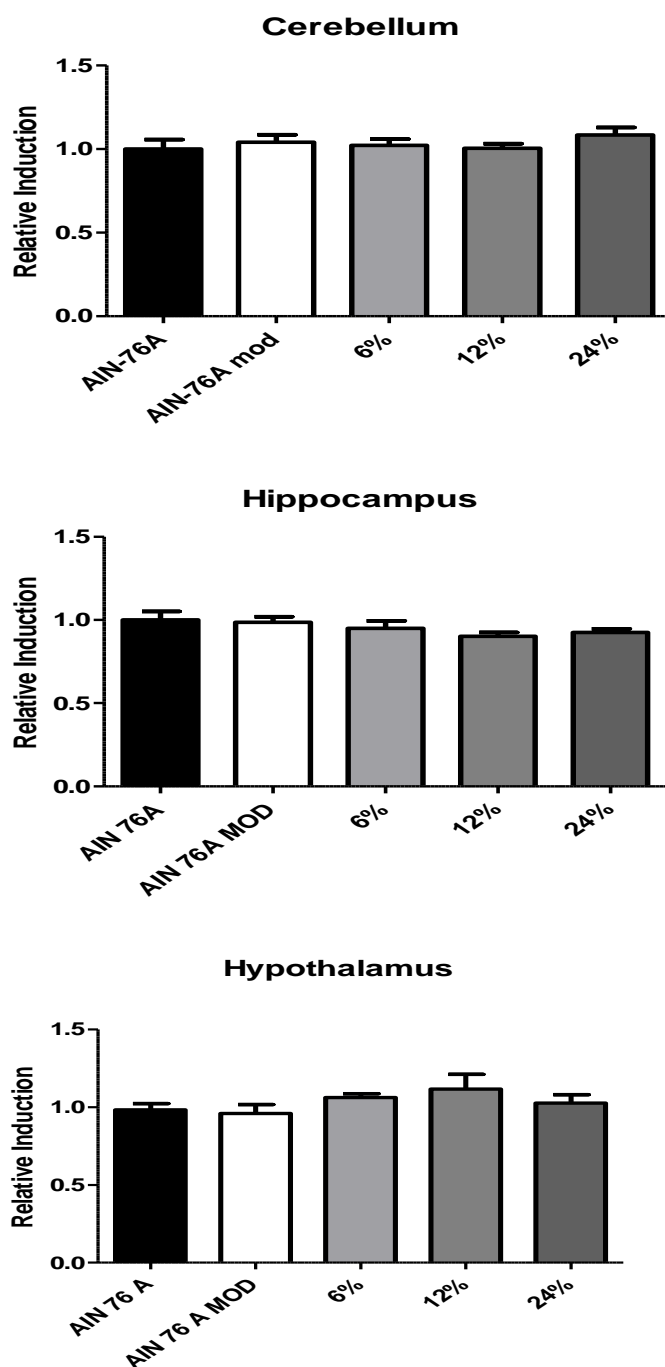 Cerebellum
1.5
1.0
0.5
0.0
Relative Induction
AIN-76A
AIN-76A mod
6%
12%
24%
Hippocampus
1.5
1.0
0.5
0.0
Relative Induction
AIN 76A
AIN 76A MOD
6%
12%
24%
Hypothalamus
1.5
1.0
0.5
0.0
Relative Induction
AIN 76 A
AIN 76 A MOD
6%
12%
24%